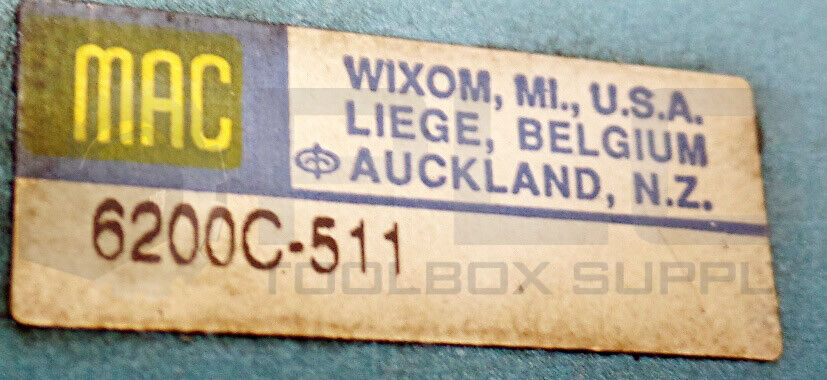 MAC
WIXOM, MI., U.S.A.
LIEGE, BELGIUM
AUCKLAND, N.Z.
6200C-511
TOOLBOX SUPPL